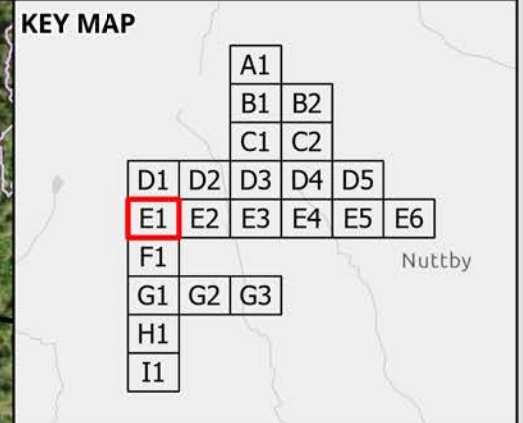 KEY MAP
A1
B1 B2
C1 C2
D1 D2 D3 D4 D5
E1 E2 E3 E4 E5 E6
F1
Nuttby
G1 G2 G3
H1
I1